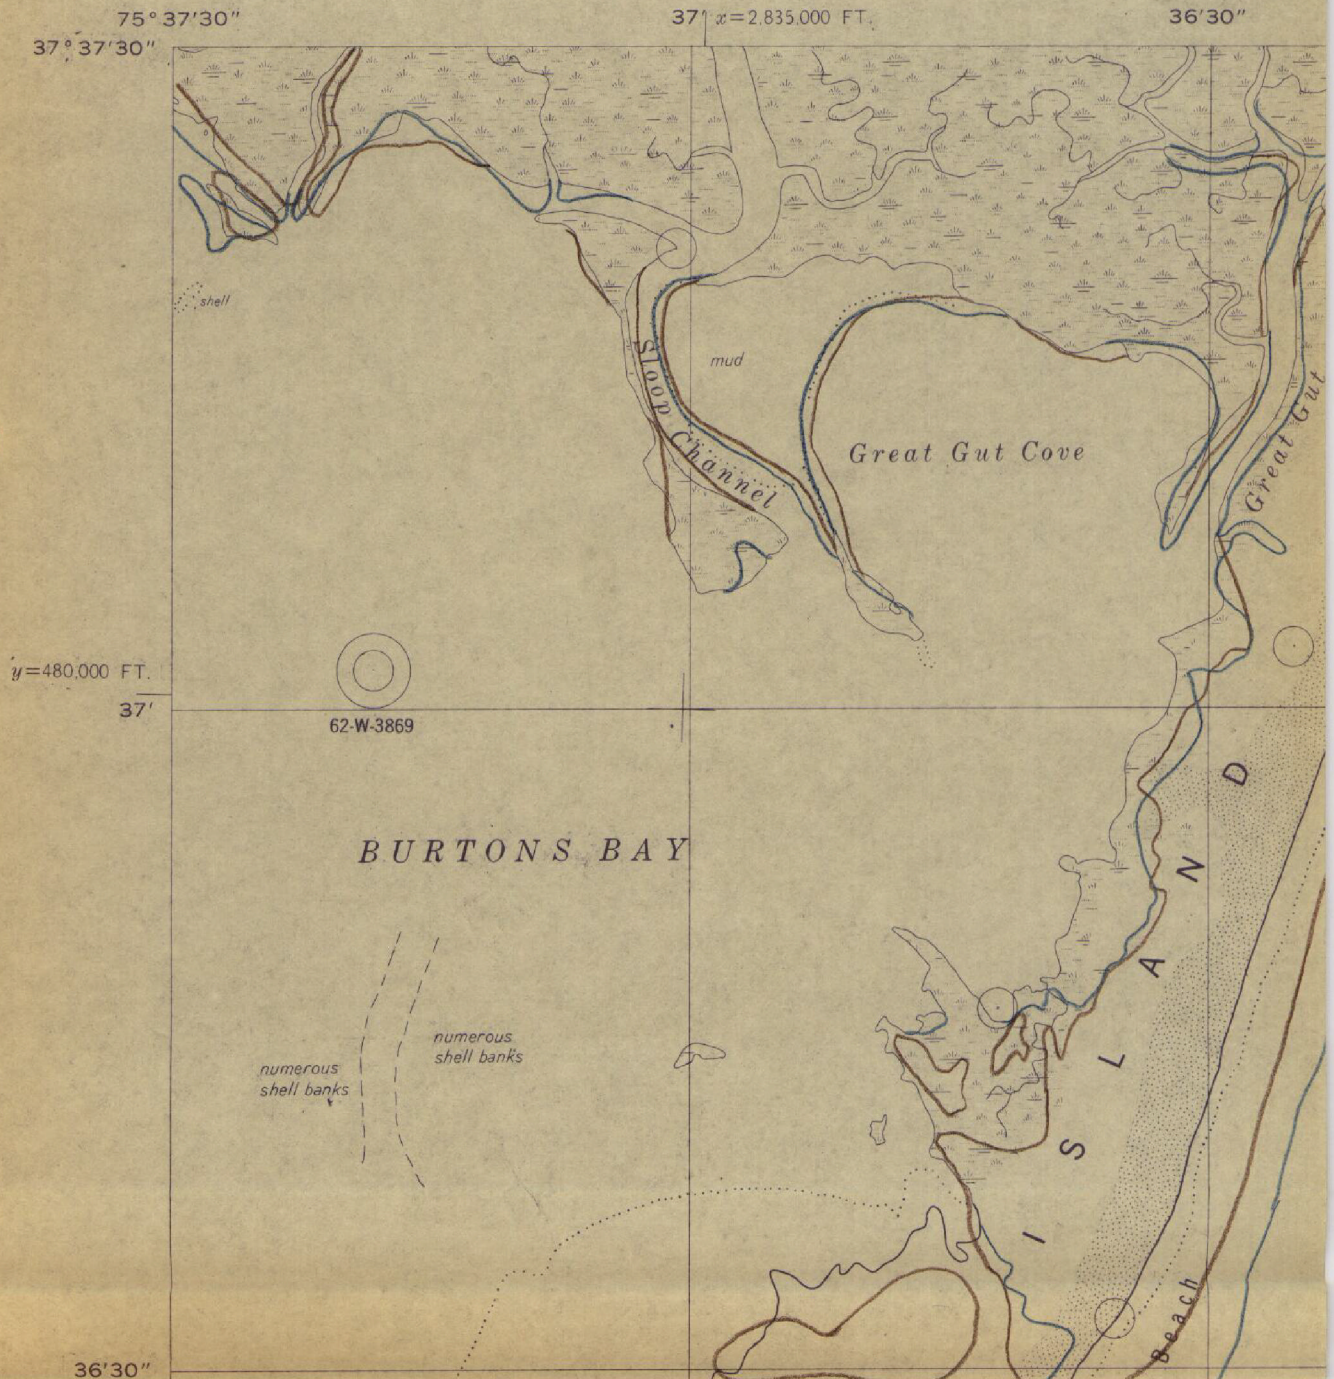 75°37'30"
37' x=2,835,000 FT.
36'30"
37°37'30"
shell
mud
Sloop Channel
Great Gut Cove
Great Gut
y=480,000 FT.
37'
62-W-3869
BURTONS BAY
numerous
shell banks
numerous
shell banks
ISLAND
Beach
36'30"